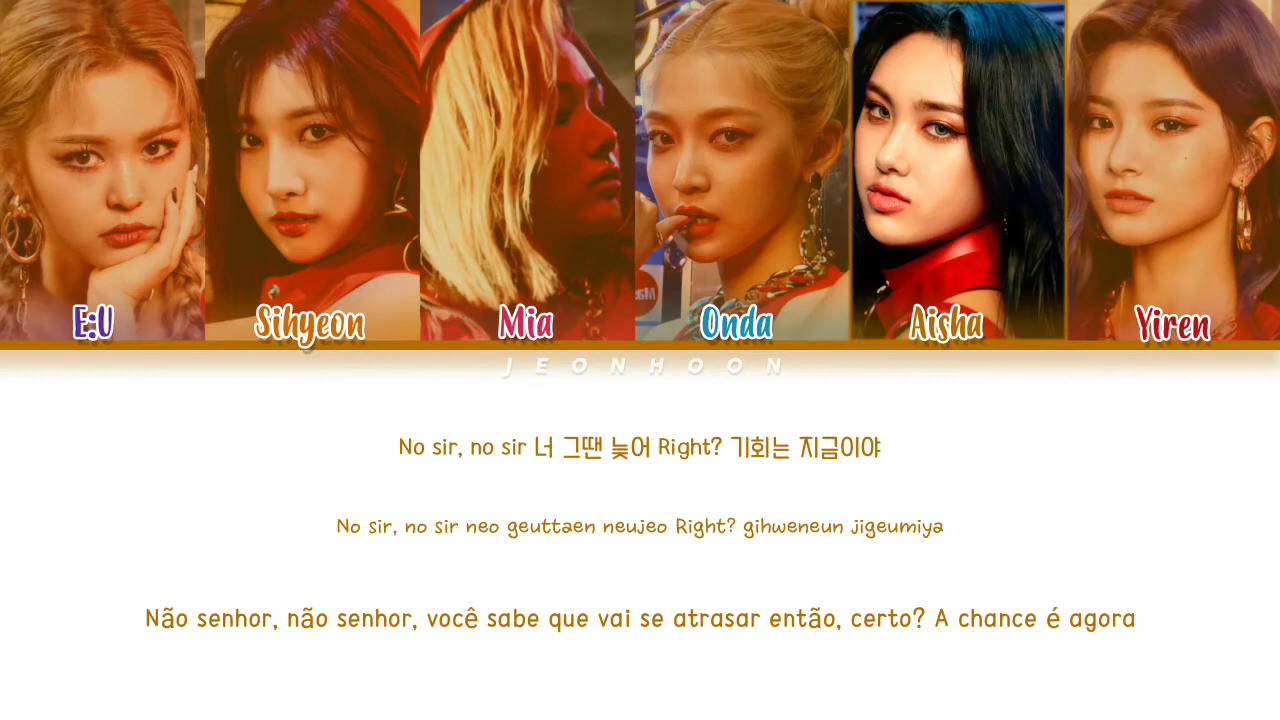 E:U Sihyeon Mia Onda Aisha Yiren
JEONHOON
No sir, no sir 너 그땐 늦어 Right? 기회는 지금이야
No sir, no sir neo geuttaen neujeo Right? gihweneun jigeumiya
Não senhor, não senhor, você sabe que vai se atrasar então, certo? A chance é agora